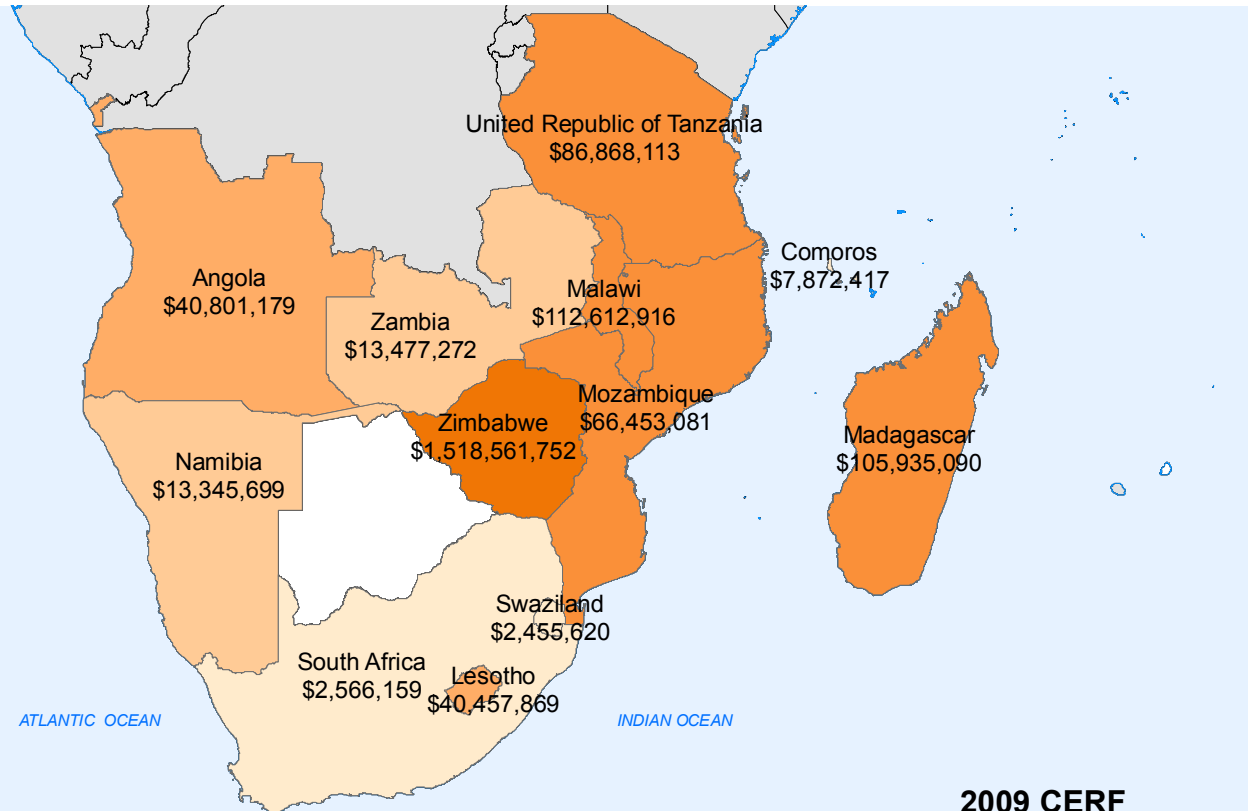 United Republic of Tanzania
$86,868,113
Comoros
$7,872,417
Angola
$40,801,179
Malawi
$112,612,916
Zambia
$13,477,272
Mozambique
$66,453,081
Zimbabwe
$1,518,561,752
Madagascar
$105,935,090
Namibia
$13,345,699
Swaziland
$2,455,620
South Africa
$2,566,159
Lesotho
$40,457,869
ATLANTIC OCEAN
INDIAN OCEAN
2009 CERF